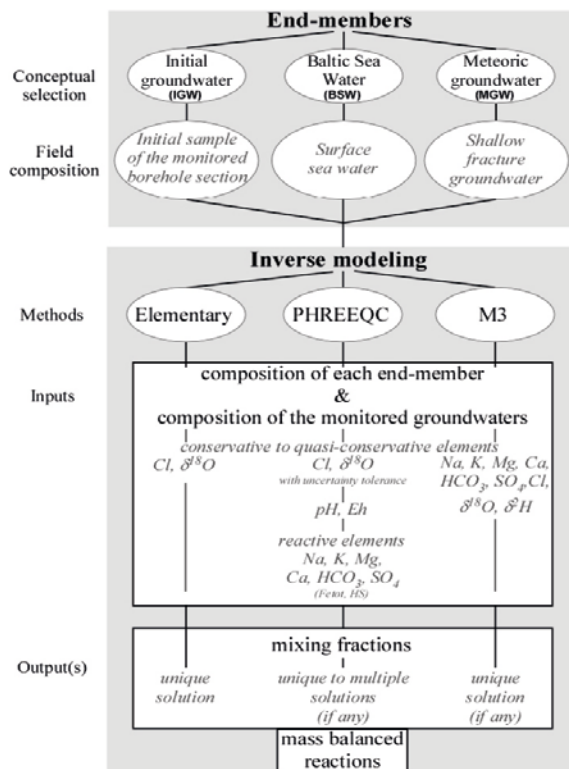 End-members
Conceptual selection
Initial groundwater (IGW)
Baltic Sea Water (BSW)
Meteoric groundwater (MGW)
Field composition
Initial sample of the monitored borehole section
Surface sea water
Shallow fracture groundwater
Inverse modeling
Methods
Elementary
PHREEQC
M3
Inputs
composition of each end-member
&
composition of the monitored groundwaters
conservative to quasi-conservative elements
Cl, δ¹⁸O
Cl, δ¹⁸O
with uncertainty tolerance
pH, Eh
reactive elements
Na, K, Mg,
Ca, HCO₃, SO₄
(Fetot, HS)
Na, K, Mg, Ca,
HCO₃, SO₄, Cl,
δ¹⁸O, δ²H
Output(s)
mixing fractions
unique solution
unique to multiple solutions (if any)
unique solution (if any)
mass balanced
reactions